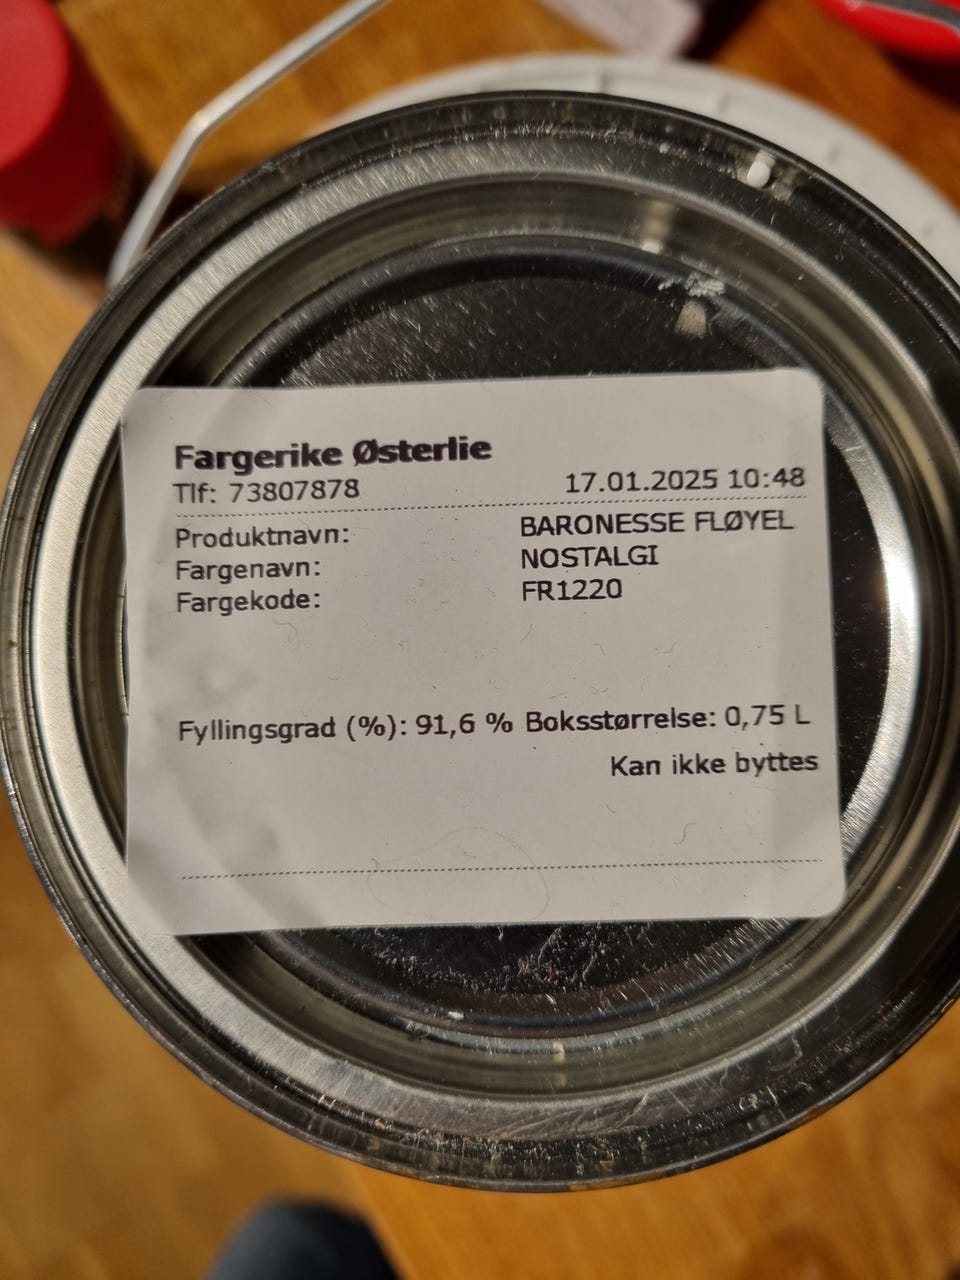 Fargerike Østerlie
Tlf: 73807878 17.01.2025 10:48
Produktnavn: BARONESSE FLØYEL
Fargenavn: NOSTALGI
Fargekode: FR1220
Fyllingsgrad (%): 91,6 % Boksstørrelse: 0,75 L
Kan ikke byttes